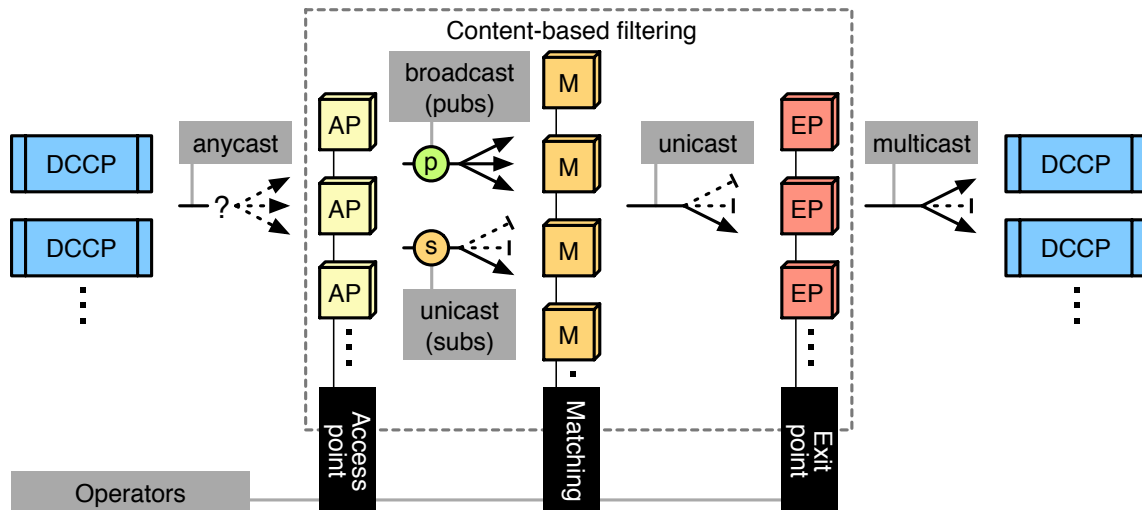 Content-based filtering
broadcast
(pubs)
anycast
unicast
multicast
DCCP
DCCP
?
AP
AP
AP
p
s
unicast
(subs)
M
M
M
M
EP
EP
EP
DCCP
DCCP
Access
point
Matching
Exit
point
Operators